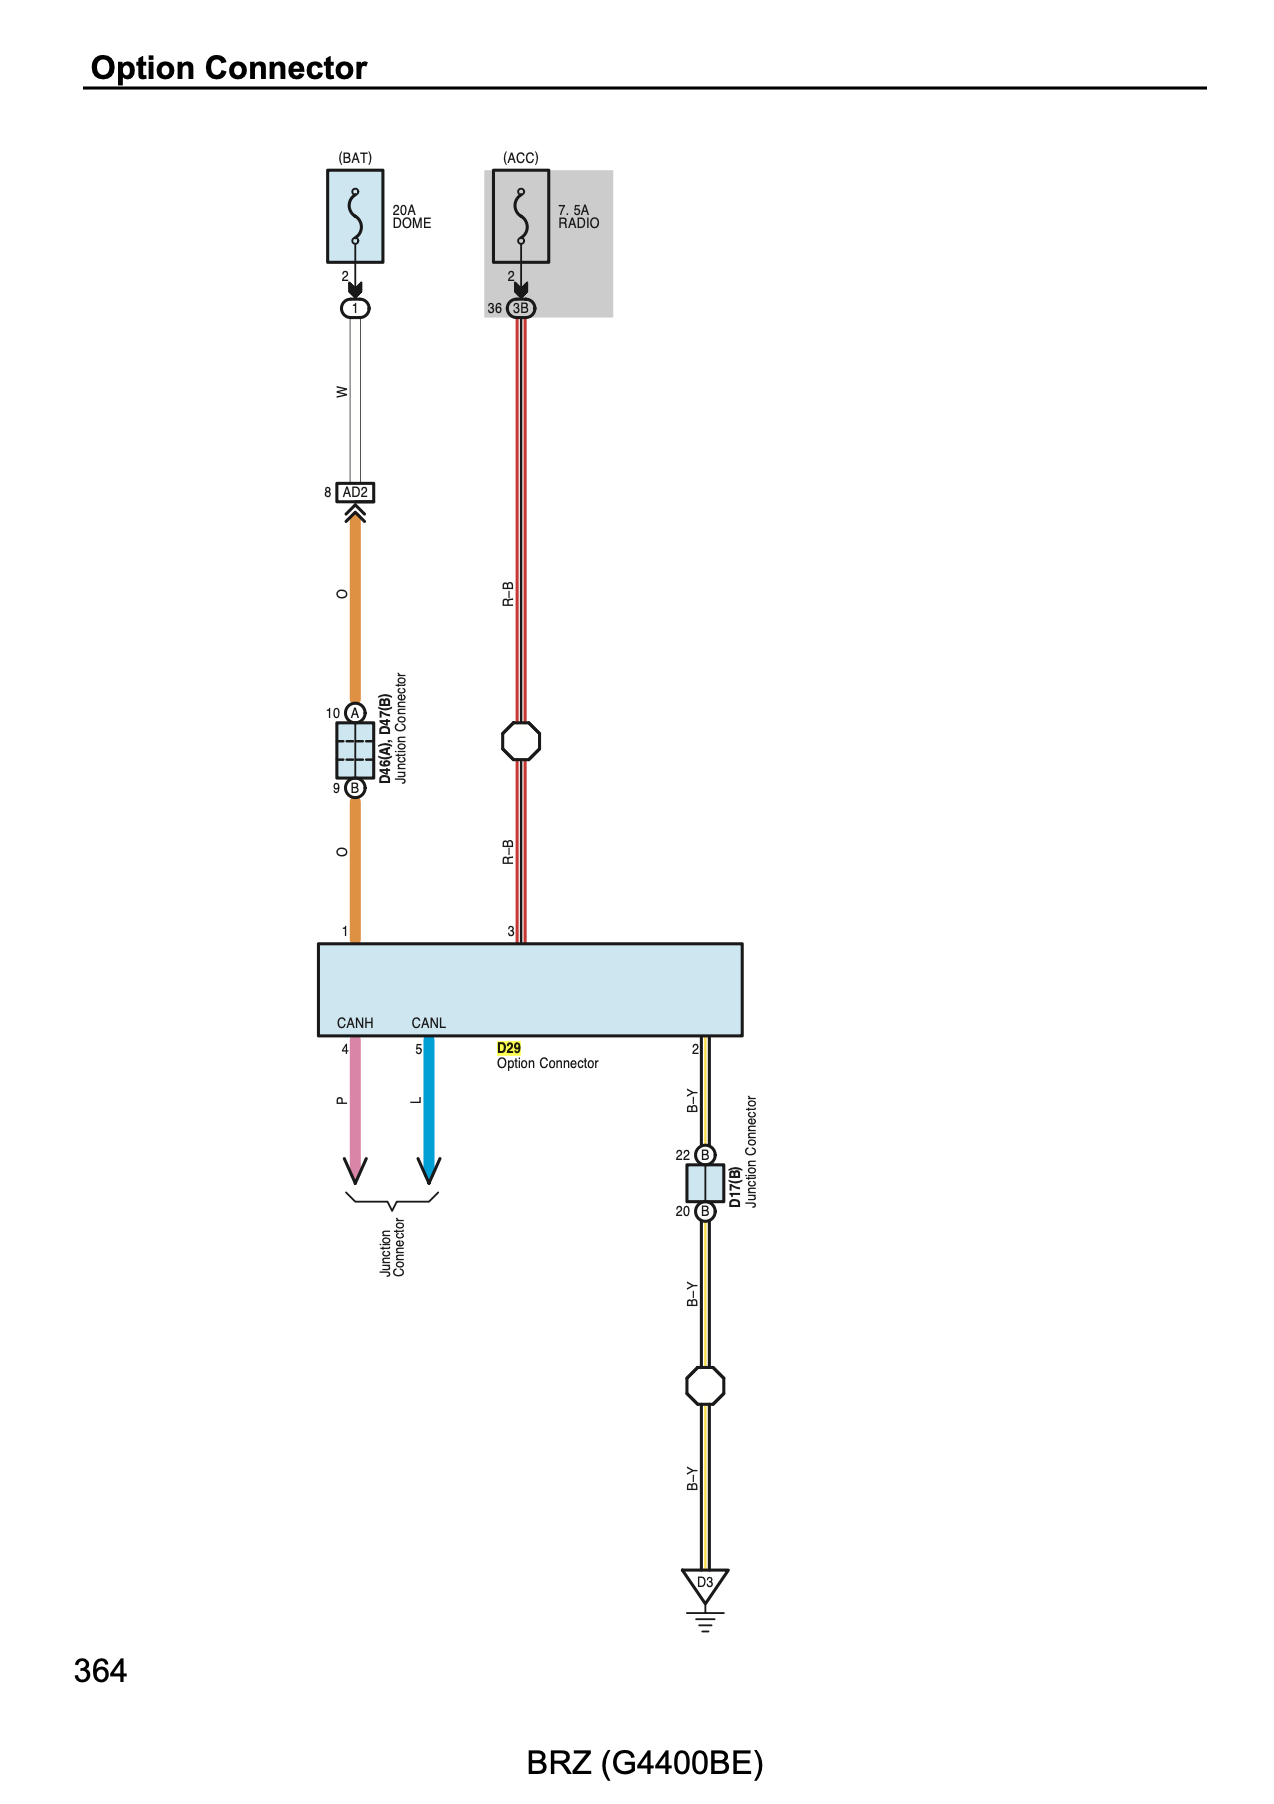 Option Connector
(BAT)
(ACC)
20A
DOME
7. 5A
RADIO
2
2
1
36 3B
W
8 AD2
O
R–B
10 A
D46(A), D47(B)
Junction Connector
9 B
O
R–B
1
3
CANH
CANL
4
5
D29
Option Connector
2
P
L
B–Y
22 B
D17(B)
Junction Connector
20 B
Junction
Connector
B–Y
B–Y
D3
364
BRZ (G4400BE)